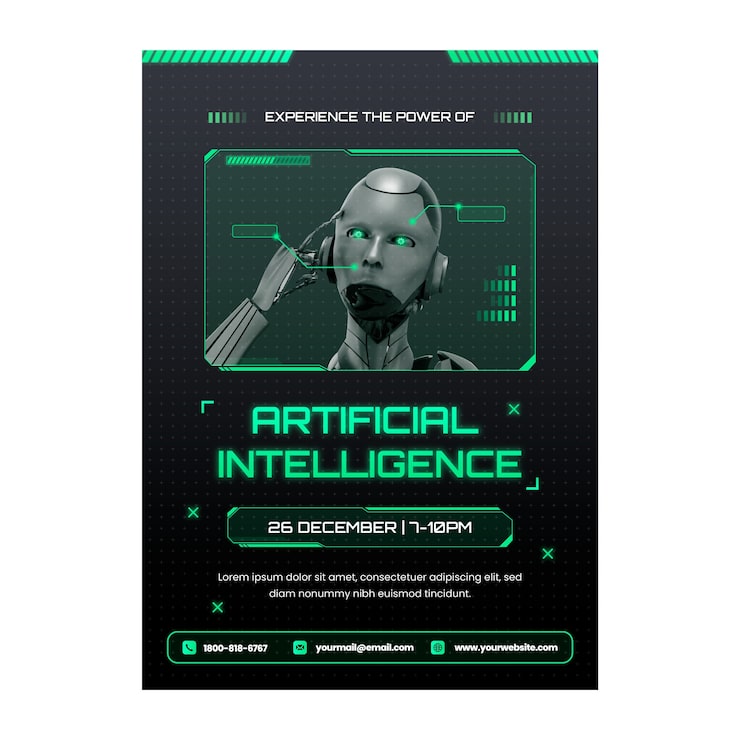 EXPERIENCE THE POWER OF
ARTIFICIAL
INTELLIGENCE
26 DECEMBER | 7-10PM
Lorem ipsum dolor sit amet, consectetuer adipiscing elit, sed
diam nonummy nibh euismod tincidunt.
1800-818-6767 yourmail@email.com www.yourwebsite.com